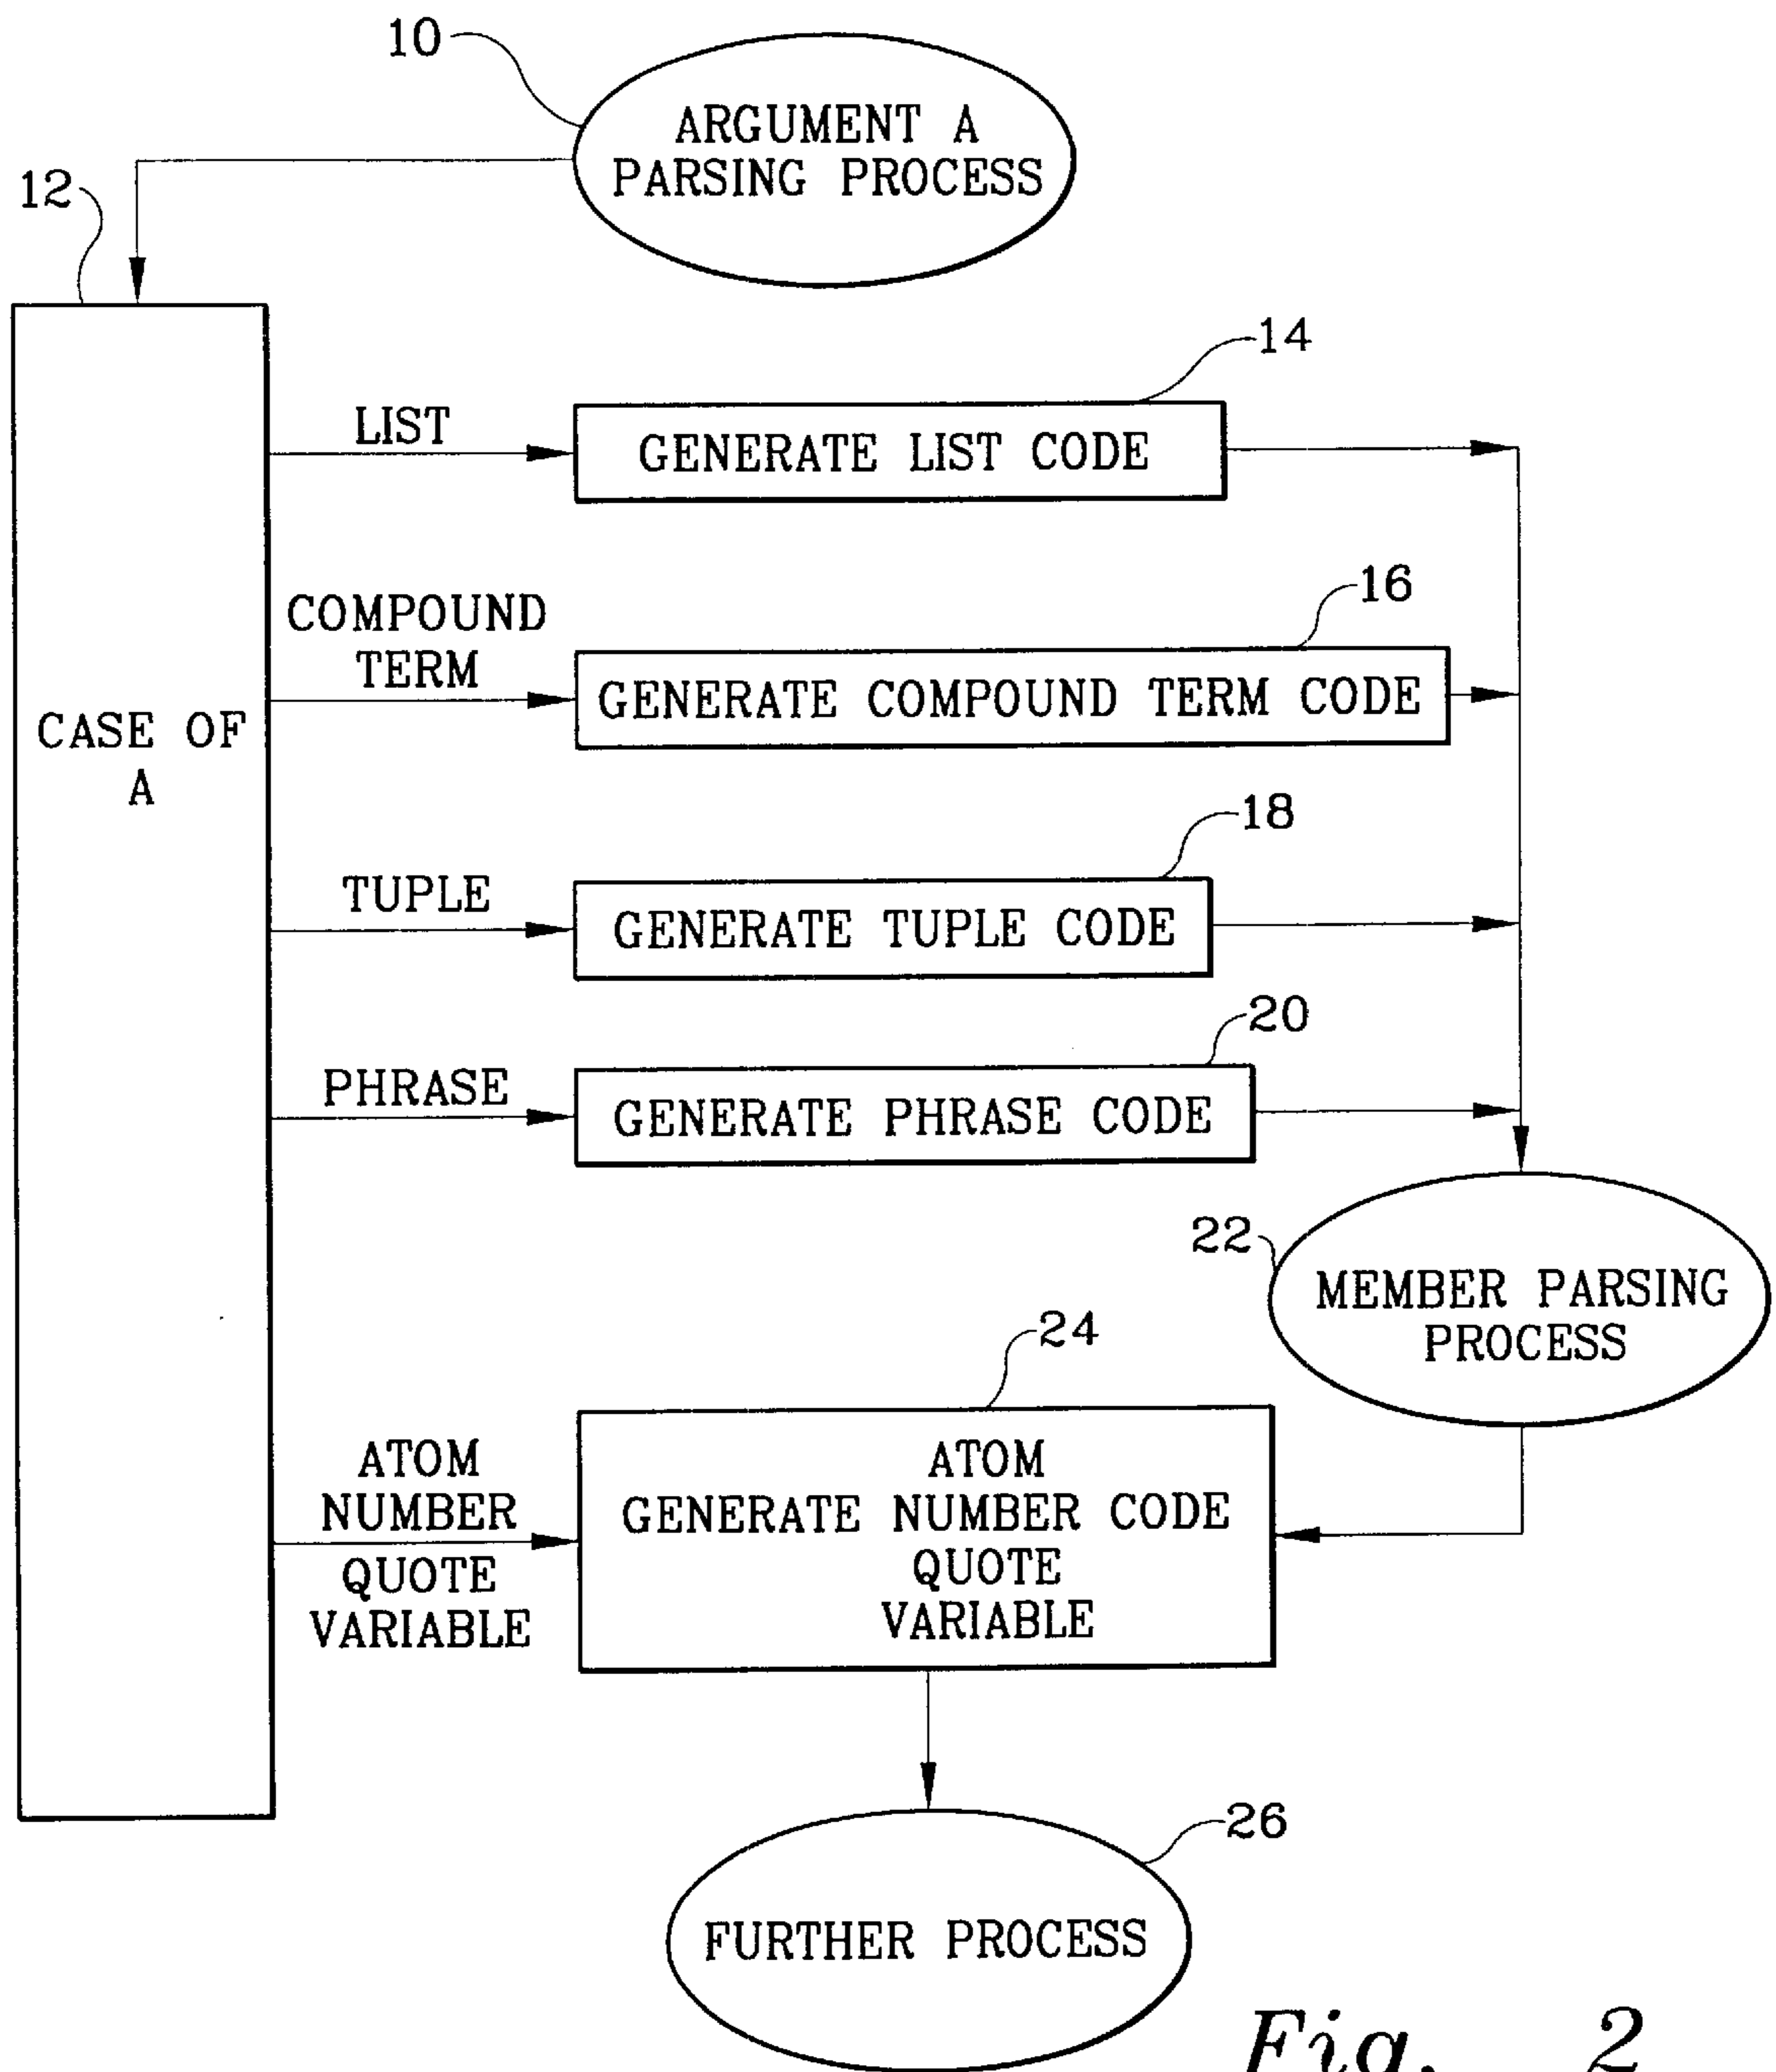 10
ARGUMENT A
PARSING PROCESS
12
CASE OF
A
14
LIST
GENERATE LIST CODE
16
COMPOUND
TERM
GENERATE COMPOUND TERM CODE
18
TUPLE
GENERATE TUPLE CODE
20
PHRASE
GENERATE PHRASE CODE
22
MEMBER PARSING
PROCESS
24
ATOM
NUMBER
QUOTE
VARIABLE
ATOM
GENERATE NUMBER CODE
QUOTE
VARIABLE
26
FURTHER PROCESS
Fig. 2